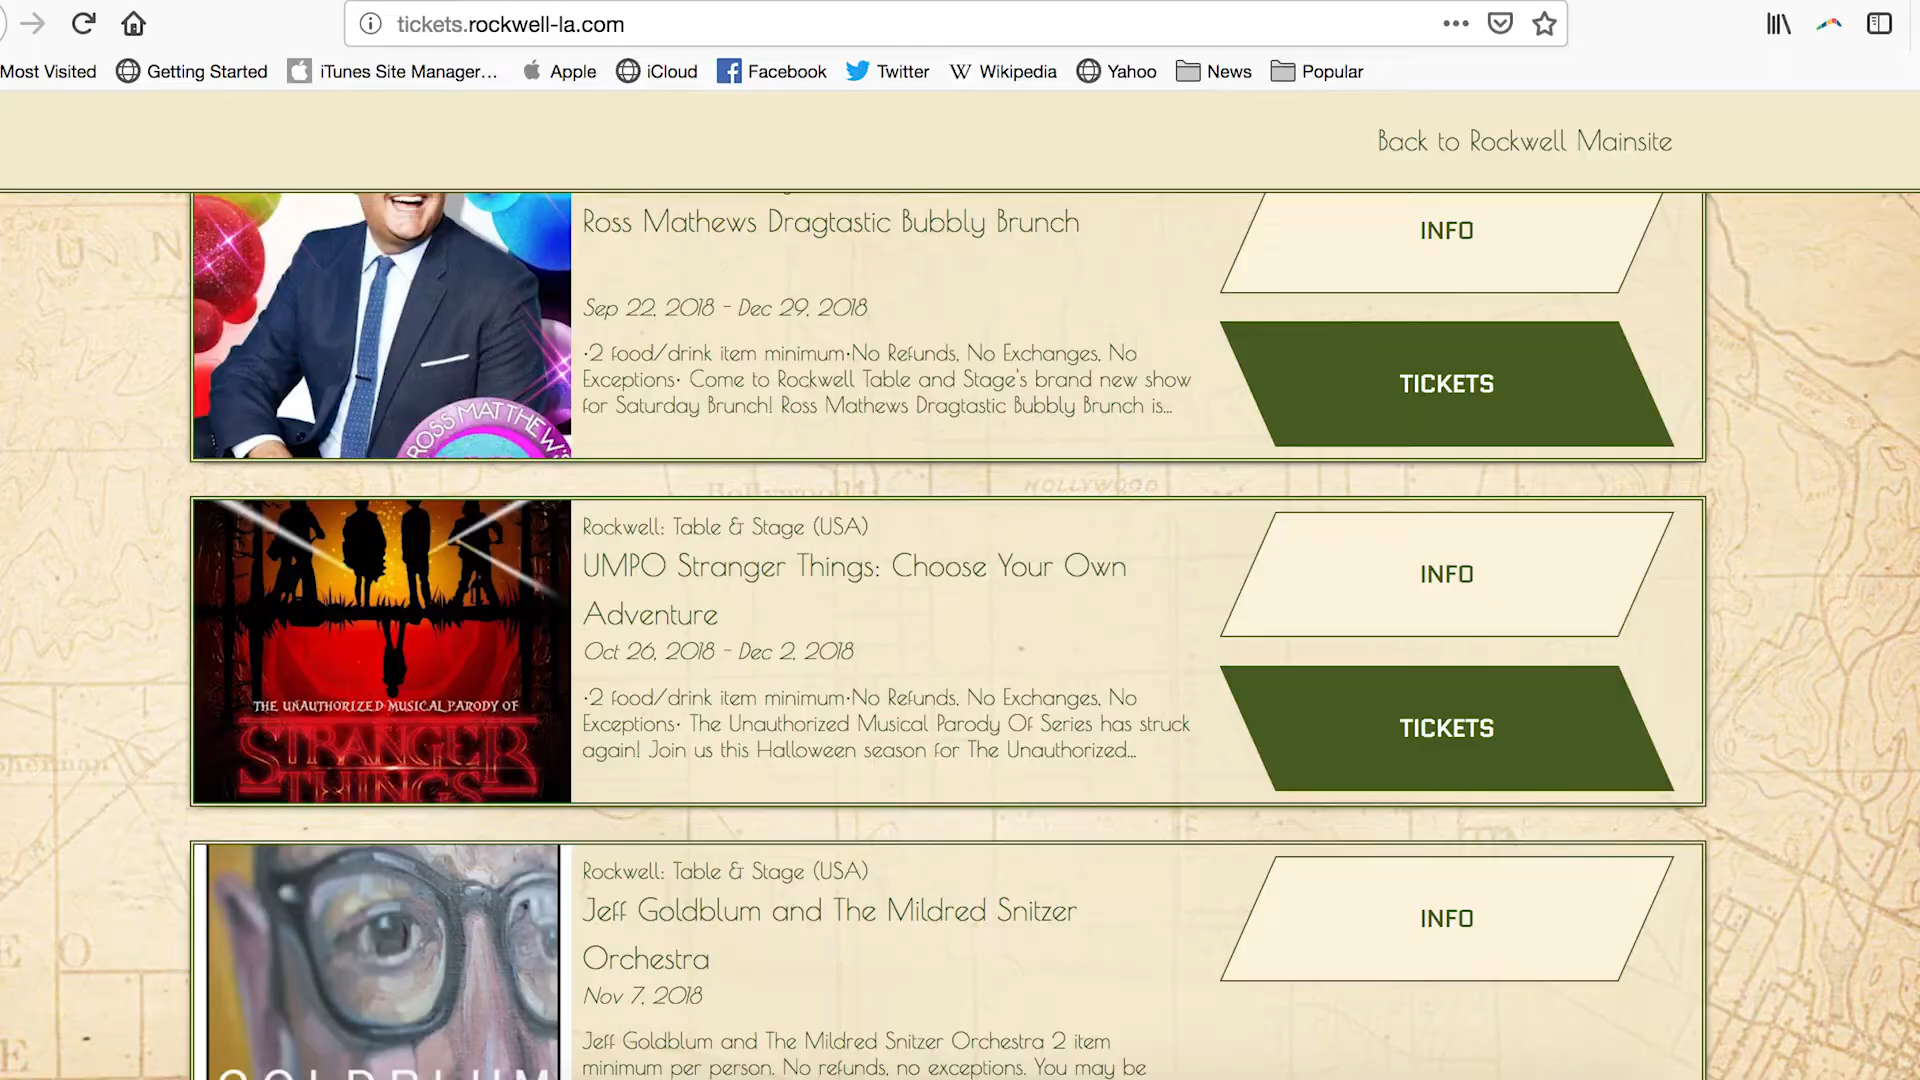 tickets.rockwell-la.com
Most Visited Getting Started iTunes Site Manager... Apple iCloud Facebook Twitter Wikipedia Yahoo News Popular
Back to Rockwell Mainsite
Ross Mathews Dragtastic Bubbly Brunch
INFO
Sep 22, 2018 - Dec 29, 2018
•2 food/drink item minimum•No Refunds, No Exchanges, No
Exceptions• Come to Rockwell Table and Stage's brand new show
for Saturday Brunch! Ross Mathews Dragtastic Bubbly Brunch is...
TICKETS
ROSS MATTHEW'S
HOLLYWOOD
Rockwell: Table & Stage (USA)
UMPO Stranger Things: Choose Your Own
Adventure
Oct 26, 2018 - Dec 2, 2018
•2 food/drink item minimum•No Refunds, No Exchanges, No
Exceptions• The Unauthorized Musical Parody Of Series has struck
again! Join us this Halloween season for The Unauthorized...
INFO
TICKETS
THE UNAUTHORIZED MUSICAL PARODY OF
STRANGER
THINGS
Rockwell: Table & Stage (USA)
Jeff Goldblum and The Mildred Snitzer
Orchestra
Nov 7, 2018
Jeff Goldblum and The Mildred Snitzer Orchestra 2 item
minimum per person. No refunds, no exceptions. You may be
INFO
GOLDBLUM